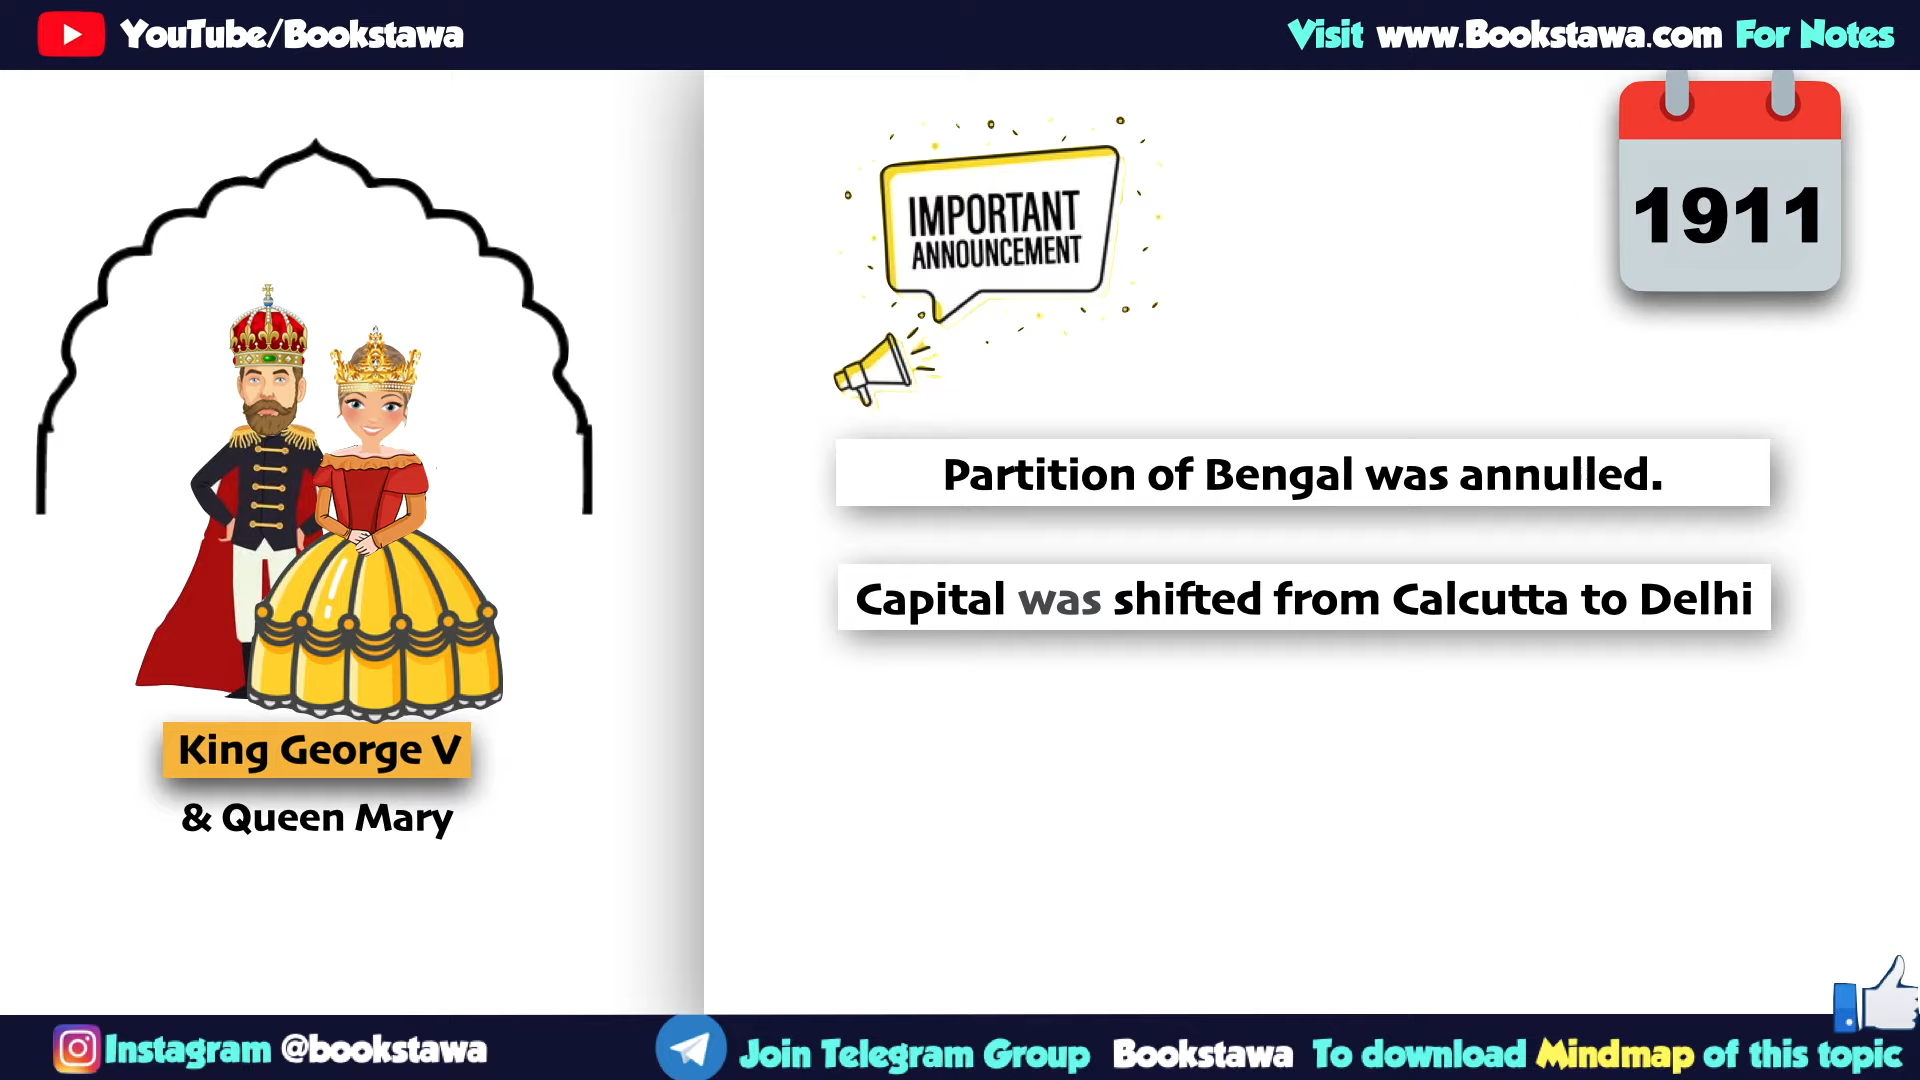 YouTube/Bookstawa
Visit www.Bookstawa.com For Notes
1911
IMPORTANT
ANNOUNCEMENT
Partition of Bengal was annulled.
Capital was shifted from Calcutta to Delhi
King George V
& Queen Mary
Instagram @bookstawa
Join Telegram Group Bookstawa To download Mindmap of this topic